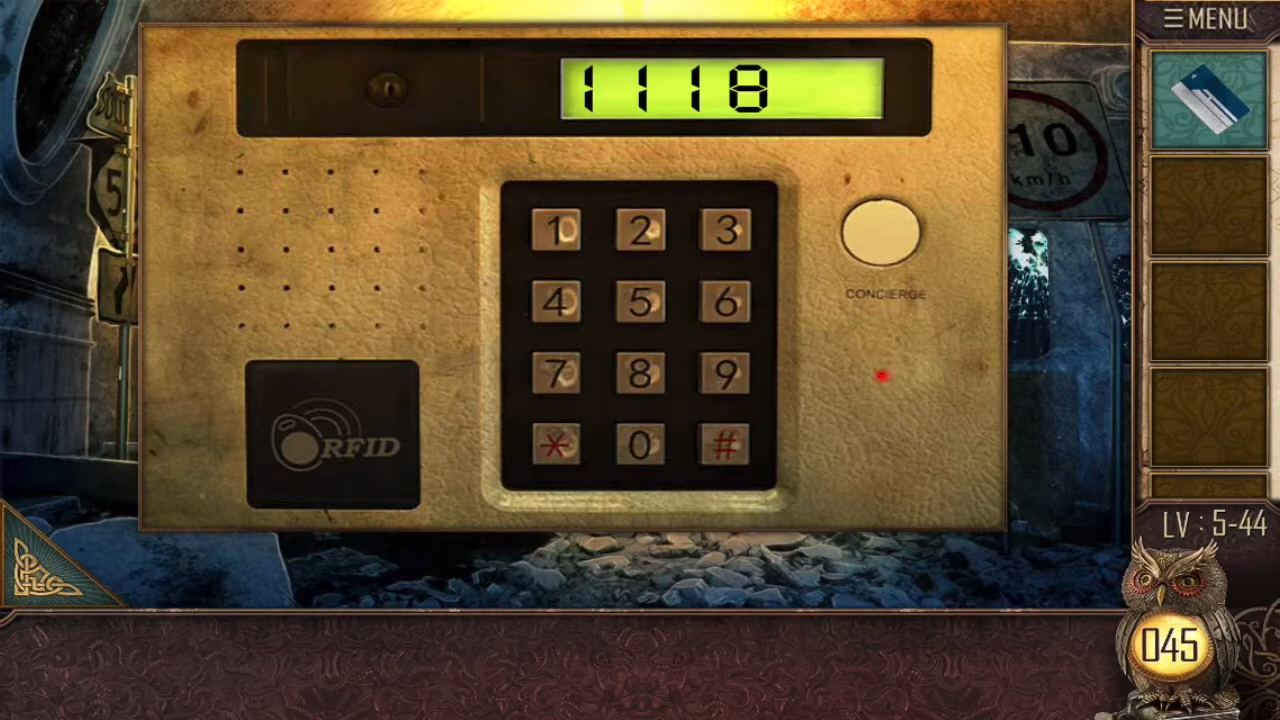 ☰ MENU
1118
10
km/h
5
1 2 3
4 5 6
7 8 9
* 0 #
CONCIERGE
RFID
LV : 5-44
045